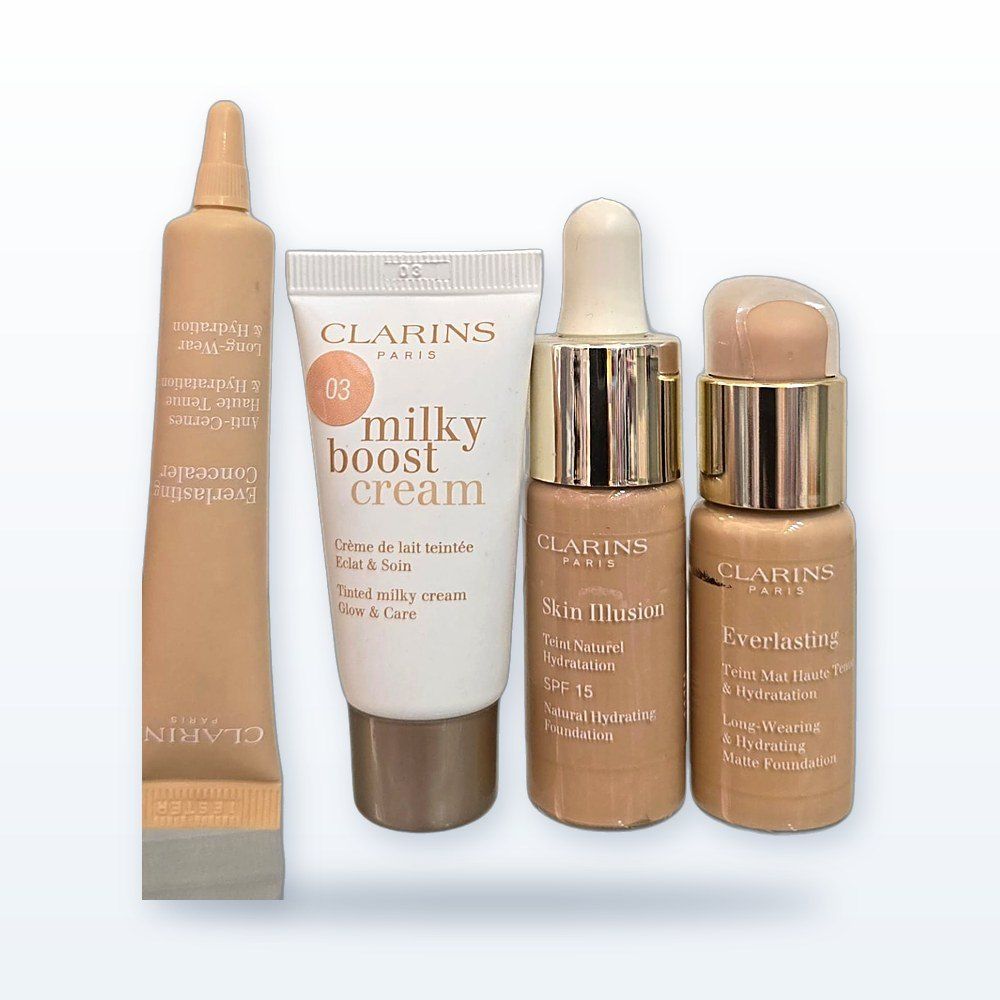 Everlasting
Concealer
Anti-Cernes
Haute Tenue
& Hydratation
Long-Wear
& Hydration
CLARIN
PARIS
TESTER
03
CLARINS
PARIS
03
milky
boost
cream
Crème de lait teintée
Eclat & Soin
Tinted milky cream
Glow & Care
CLARINS
PARIS
Skin Illusion
Teint Naturel
Hydratation
SPF 15
Natural Hydrating
Foundation
CLARINS
PARIS
Everlasting
Teint Mat Haute Tenue
& Hydratation
Long-Wearing
& Hydrating
Matte Foundation